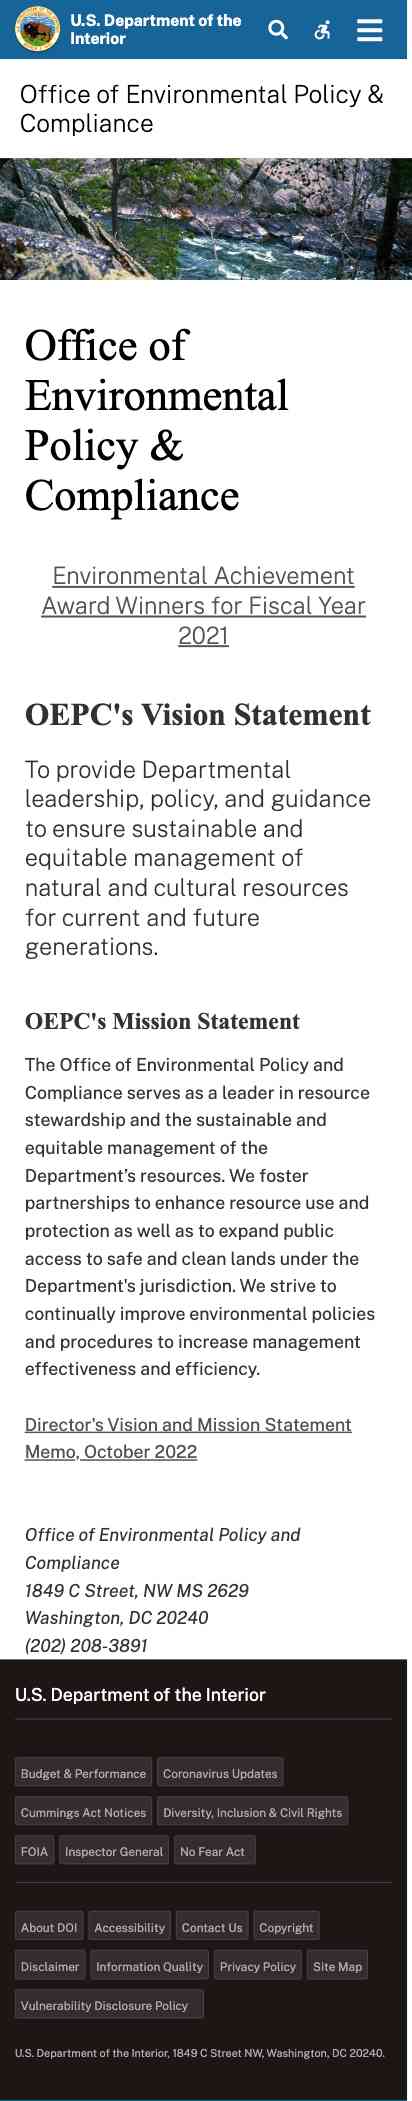 U.S. Department of the
Interior
Office of Environmental Policy &
Compliance
Office of
Environmental
Policy &
Compliance
Environmental Achievement
Award Winners for Fiscal Year
2021
OEPC's Vision Statement
To provide Departmental
leadership, policy, and guidance
to ensure sustainable and
equitable management of
natural and cultural resources
for current and future
generations.
OEPC's Mission Statement
The Office of Environmental Policy and
Compliance serves as a leader in resource
stewardship and the sustainable and
equitable management of the
Department’s resources. We foster
partnerships to enhance resource use and
protection as well as to expand public
access to safe and clean lands under the
Department's jurisdiction. We strive to
continually improve environmental policies
and procedures to increase management
effectiveness and efficiency.
Director's Vision and Mission Statement
Memo, October 2022
Office of Environmental Policy and
Compliance
1849 C Street, NW MS 2629
Washington, DC 20240
(202) 208-3891
U.S. Department of the Interior
Budget & Performance Coronavirus Updates
Cummings Act Notices Diversity, Inclusion & Civil Rights
FOIA Inspector General No Fear Act
About DOI Accessibility Contact Us Copyright
Disclaimer Information Quality Privacy Policy Site Map
Vulnerability Disclosure Policy
U.S. Department of the Interior, 1849 C Street NW, Washington, DC 20240.